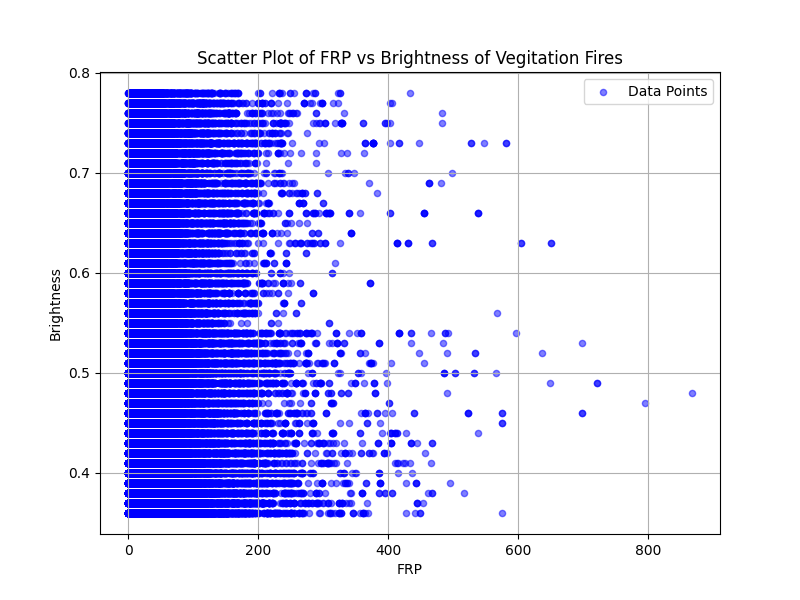 Scatter Plot of FRP vs Brightness of Vegitation Fires
Data Points
Brightness
0.8
0.7
0.6
0.5
0.4
0
200
400
600
800
FRP